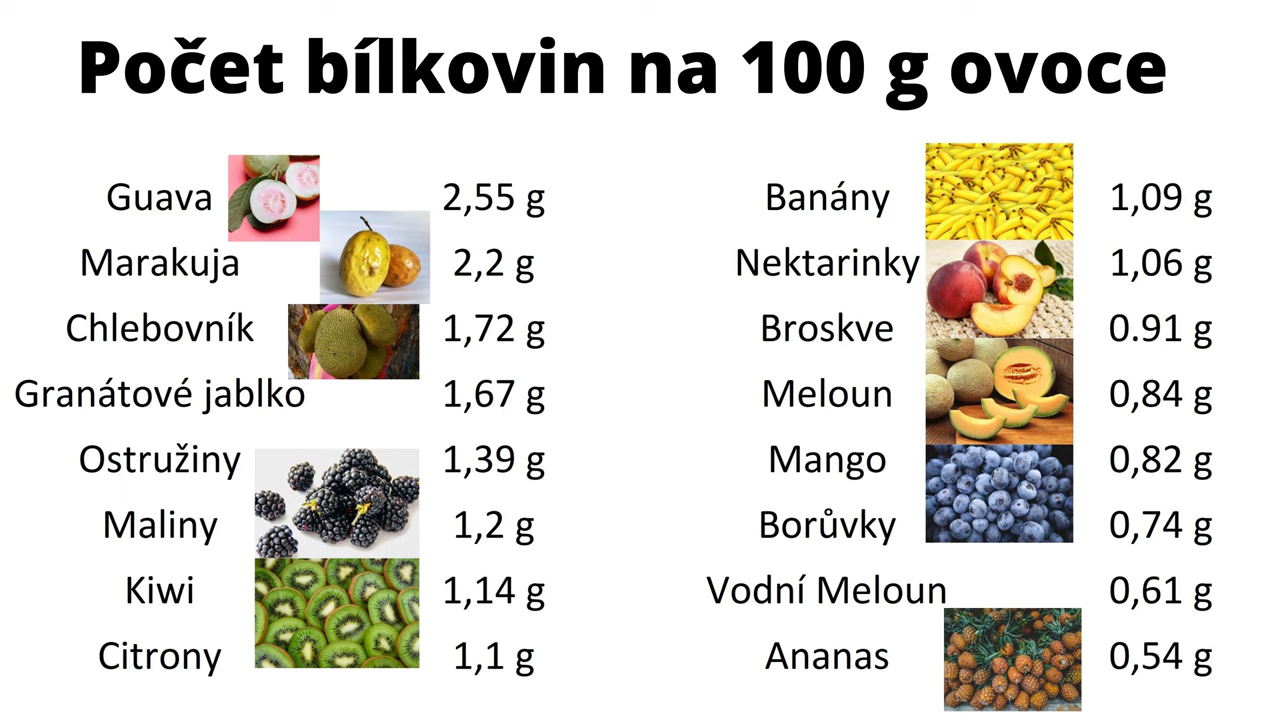 Počet bílkovin na 100 g ovoce
Guava 2,55 g
Marakuja 2,2 g
Chlebovník 1,72 g
Granátové jablko 1,67 g
Ostružiny 1,39 g
Maliny 1,2 g
Kiwi 1,14 g
Citrony 1,1 g
Banány 1,09 g
Nektarinky 1,06 g
Broskve 0.91 g
Meloun 0,84 g
Mango 0,82 g
Borůvky 0,74 g
Vodní Meloun 0,61 g
Ananas 0,54 g